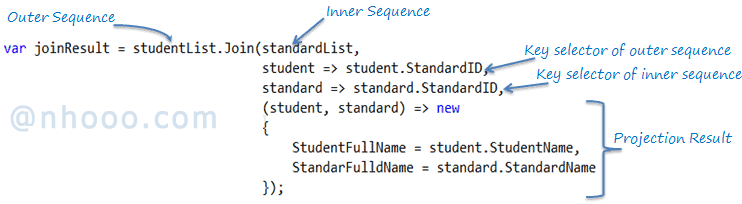 Outer Sequence
Inner Sequence
var joinResult = studentList.Join(standardList,
student => student.StandardID,
Key selector of outer sequence
standard => standard.StandardID,
Key selector of inner sequence
(student, standard) => new
@nhooo.com
{
StudentFullName = student.StudentName,
Projection Result
StandarFulldName = standard.StandardName
});